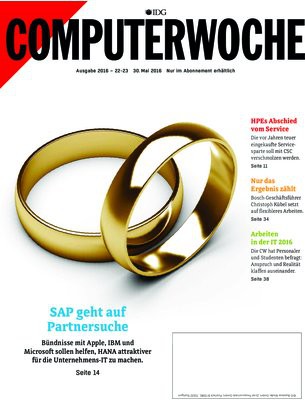 IDG
COMPUTERWOCHE
Ausgabe 2016 – 22-23 30. Mai 2016 Nur im Abonnement erhältlich
HPEs Abschied
vom Service
Die vor Jahren teuer
eingekaufte Service-
sparte soll mit CSC
verschmolzen werden.
Seite 11
Nur das
Ergebnis zählt
Bosch-Geschäftsführer
Christoph Kübel setzt
auf flexibleres Arbeiten.
Seite 34
Arbeiten
in der IT 2016
Die CW hat Personaler
und Studenten befragt:
Anspruch und Realität
klaffen auseinander.
Seite 38
SAP geht auf
Partnersuche
Bündnisse mit Apple, IBM und
Microsoft sollen helfen, HANA attraktiver
für die Unternehmens-IT zu machen.
Seite 14